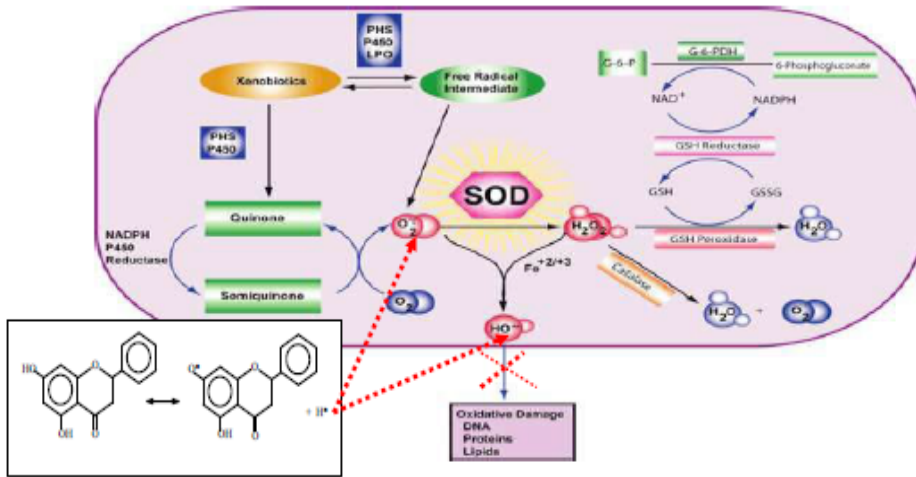 PHS
P450
LPO
Xenobiotics
Free Radical
Intermediate
PHS
P450
G-6-P
G-6-PDH
6-Phosphogluconate
NAD+
NADPH
GSH Reductase
GSH
GSSG
SOD
Quinone
NADPH
P450
Reductase
O2·-
H2O2
H2O
GSH Peroxidase
Fe+2/+3
Catalase
Semiquinone
O2
H2O + O2
HO
Oxidative Damage
DNA
Proteins
Lipids
HO
O
OH
O
O•
O
OH
O
+ H•